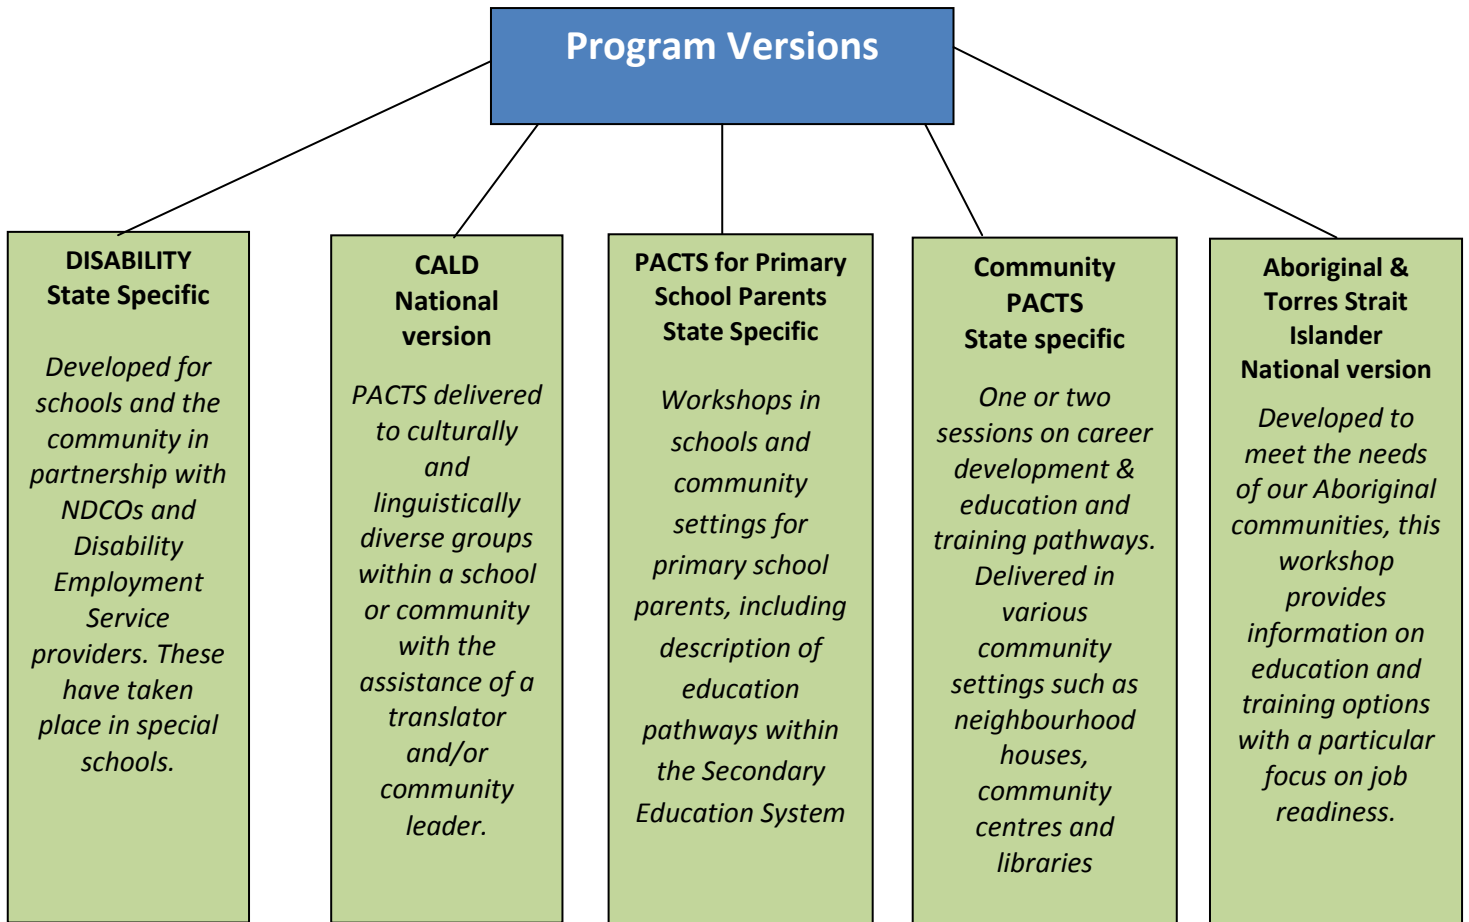 Program Versions
DISABILITY
State Specific
Developed for
schools and the
community in
partnership with
NDCOs and
Disability
Employment
Service
providers. These
have taken
place in special
schools.
CALD
National
version
PACTS delivered
to culturally
and
linguistically
diverse groups
within a school
or community
with the
assistance of a
translator
and/or
community
leader.
PACTS for Primary
School Parents
State Specific
Workshops in
schools and
community
settings for
primary school
parents, including
description of
education
pathways within
the Secondary
Education System
Community
PACTS
State specific
One or two
sessions on career
development &
education and
training pathways.
Delivered in
various
community
settings such as
neighbourhood
houses,
community
centres and
libraries
Aboriginal &
Torres Strait
Islander
National version
Developed to
meet the needs
of our Aboriginal
communities, this
workshop
provides
information on
education and
training options
with a particular
focus on job
readiness.